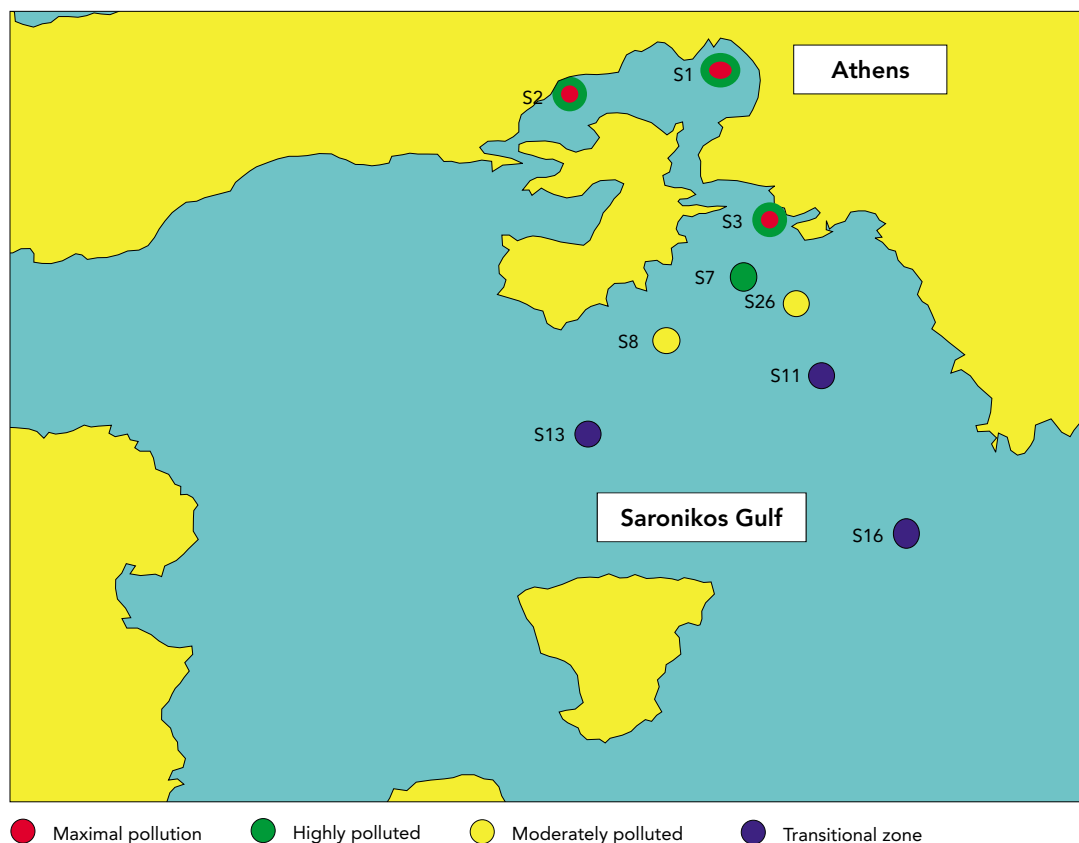 Athens
S1
S2
S3
S7
S26
S8
S11
S13
Saronikos Gulf
S16
Maximal pollution
Highly polluted
Moderately polluted
Transitional zone